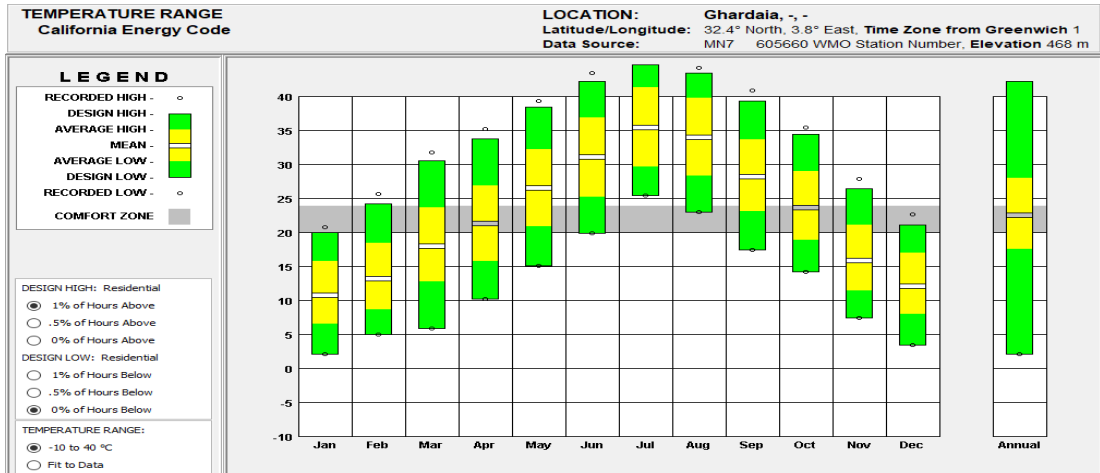 TEMPERATURE RANGE
California Energy Code
LOCATION: Ghardaia, -, -
Latitude/Longitude: 32.4° North, 3.8° East, Time Zone from Greenwich 1
Data Source: MN7 605660 WMO Station Number, Elevation 468 m
LEGEND
RECORDED HIGH -
DESIGN HIGH -
AVERAGE HIGH -
MEAN -
AVERAGE LOW -
DESIGN LOW -
RECORDED LOW -
COMFORT ZONE
DESIGN HIGH: Residential
1% of Hours Above
.5% of Hours Above
0% of Hours Above
DESIGN LOW: Residential
1% of Hours Below
.5% of Hours Below
0% of Hours Below
TEMPERATURE RANGE:
-10 to 40 °C
Fit to Data
40
35
30
25
20
15
10
5
0
-5
-10
Jan Feb Mar Apr May Jun Jul Aug Sep Oct Nov Dec Annual